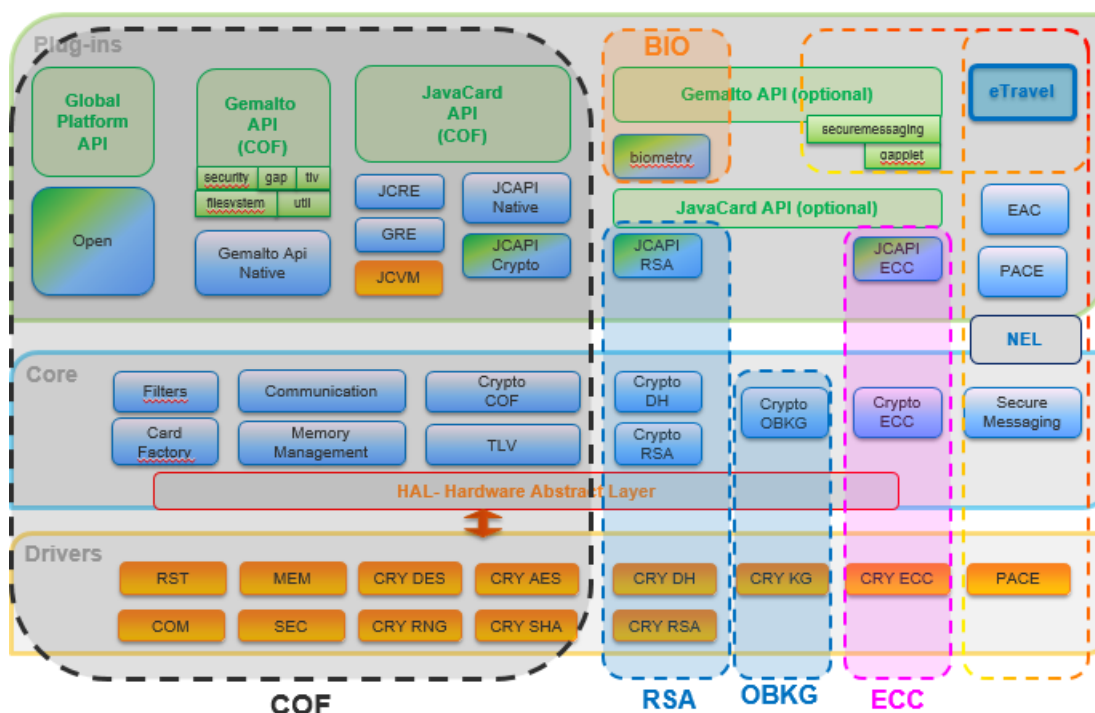 Plug-ins
BIO
Global
Platform
API
Gemalto
API
(COF)
JavaCard
API
(COF)
Gemalto API (optional)
eTravel
securemessaging
gapplet
biometry
security
gap
tlv
filesystem
util
JCRE
JCAPI
Native
JavaCard API (optional)
EAC
Open
Gemalto Api
Native
GRE
JCAPI
Crypto
JCAPI
RSA
JCAPI
ECC
PACE
JCVM
NEL
Core
Filters
Communication
Crypto
COF
Crypto
DH
Crypto
OBKG
Crypto
ECC
Secure
Messaging
Card
Factory
Memory
Management
TLV
Crypto
RSA
HAL- Hardware Abstract Layer
Drivers
RST
MEM
CRY DES
CRY AES
CRY DH
CRY KG
CRY ECC
PACE
COM
SEC
CRY RNG
CRY SHA
CRY RSA
COF
RSA
OBKG
ECC